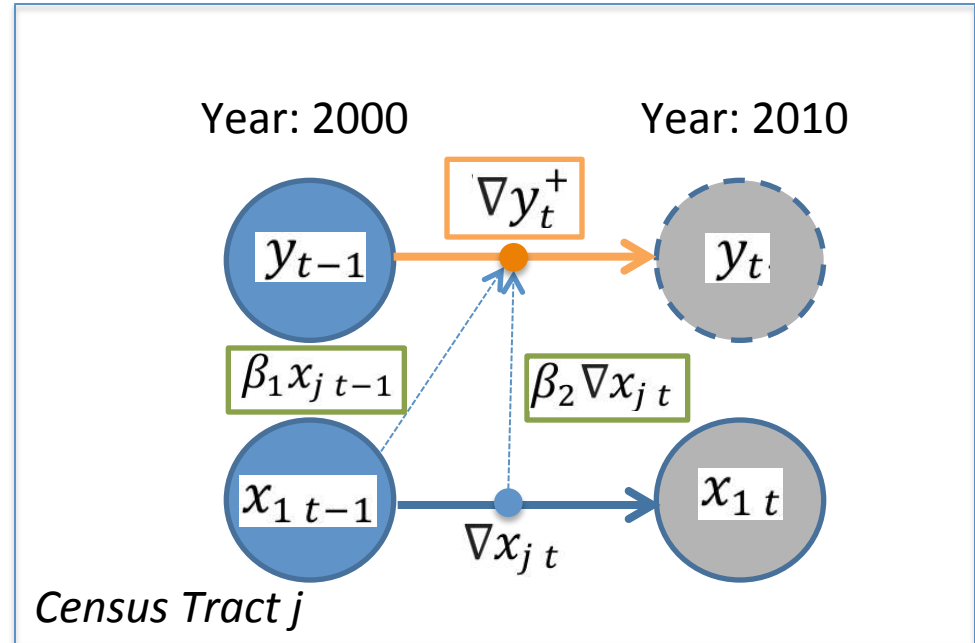 Year: 2000
Year: 2010
∇y_t^+
y_{t−1}
y_t.
β_1 x_{j t−1}
β_2 ∇x_{j t}
x_{1 t−1}
x_{1 t}
∇x_{j t}
Census Tract j